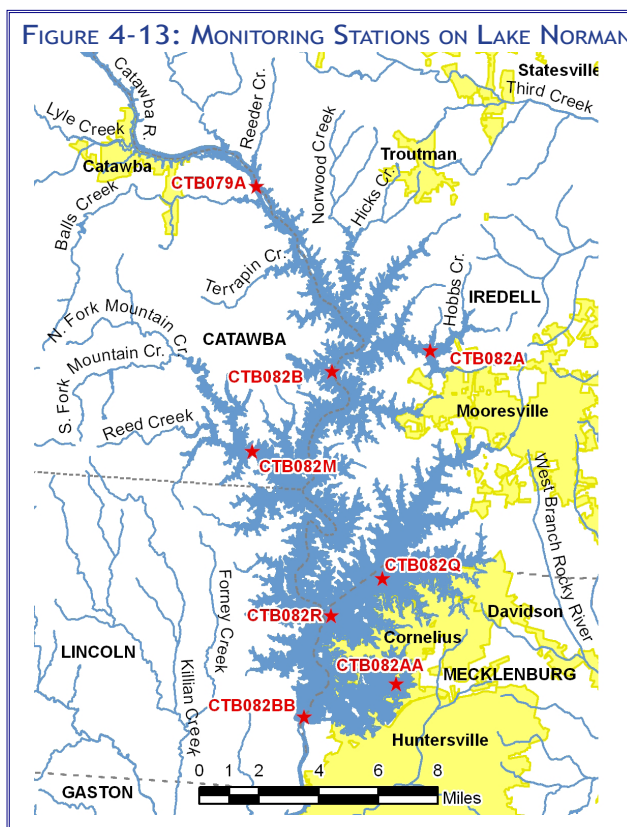 FIGURE 4-13: MONITORING STATIONS ON LAKE NORMAN
Statesville
Third Creek
Catawba R.
Reeder Cr.
Lyle Creek
Norwood Creek
Troutman
Catawba
CTB079A
Hicks Cr.
Balls Creek
Terrapin Cr.
Hobbs Cr.
IREDELL
N. Fork Mountain Cr.
CATAWBA
S. Fork Mountain Cr.
CTB082A
CTB082B
Mooresville
Reed Creek
CTB082M
West Branch Rocky River
CTB082Q
Forney Creek
CTB082R
Davidson
Cornelius
LINCOLN
CTB082AA
MECKLENBURG
Killian Creek
CTB082BB
Huntersville
0 2 4 6 8
Miles
GASTON